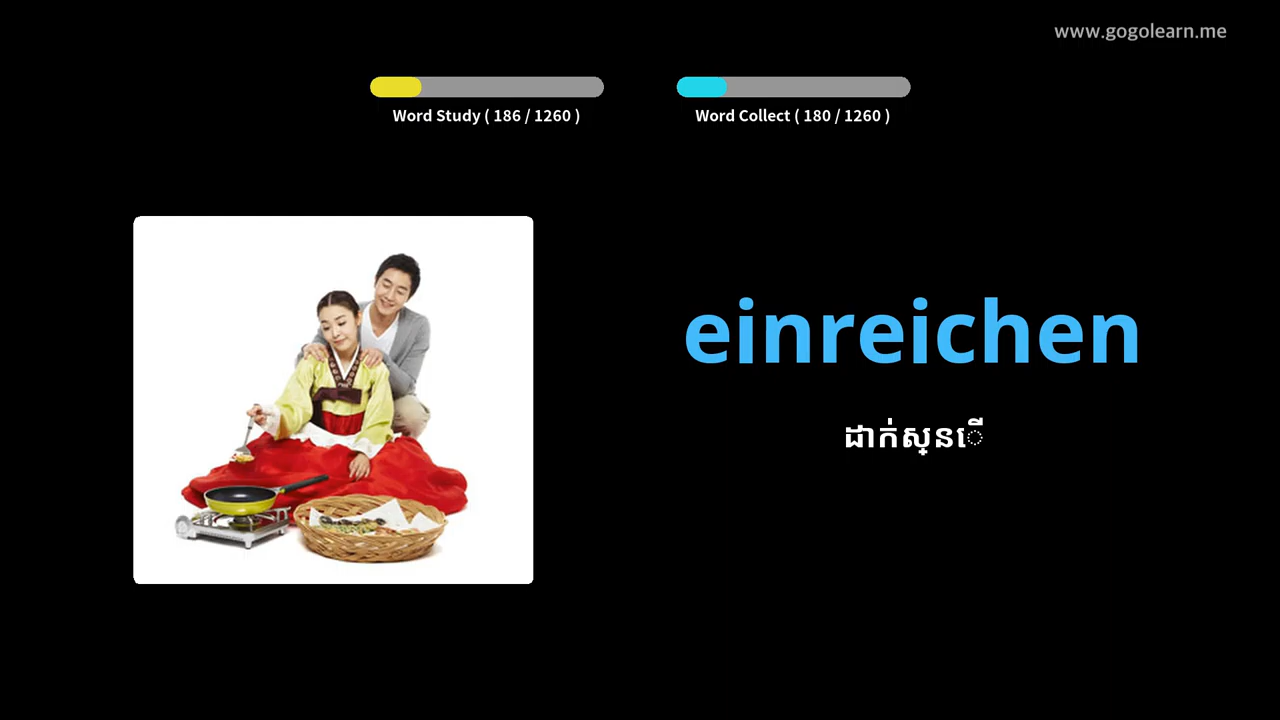 www.gogolearn.me
Word Study ( 186 / 1260 )
Word Collect ( 180 / 1260 )
einreichen
ដាក់ស្នើ